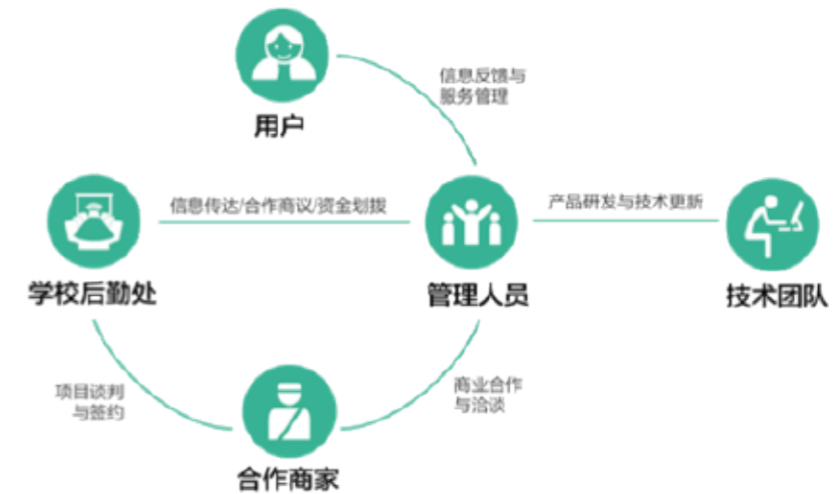 信息反馈与
服务管理
用户
信息传达/合作商议/资金划拨
产品研发与技术更新
学校后勤处
管理人员
技术团队
项目谈判
与签约
商业合作
与洽谈
合作商家